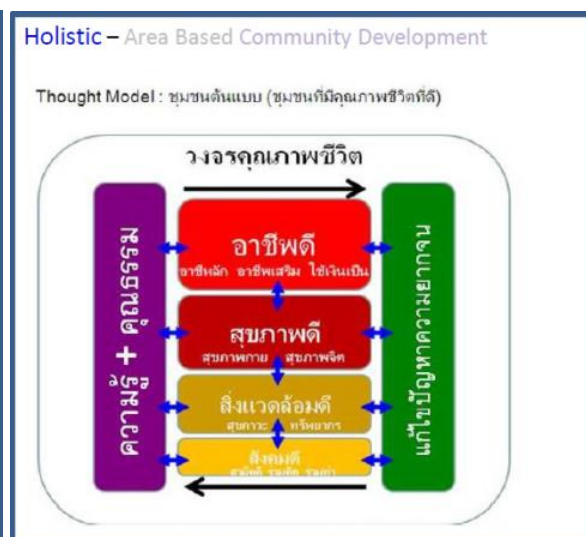 Holistic – Area Based Community Development
Thought Model : ชุมชนต้นแบบ (ชุมชนที่มีคุณภาพชีวิตที่ดี)
วงจรคุณภาพชีวิต
ความรู้ + คุณธรรม
อาชีพดี
อาชีพหลัก อาชีพเสริม ใช้เงินเป็น
สุขภาพดี
สุขภาพกาย สุขภาพจิต
สิ่งแวดล้อมดี
สุขภาวะ ทรัพยากร
สังคมดี
แก้ไขปัญหาความยากจน